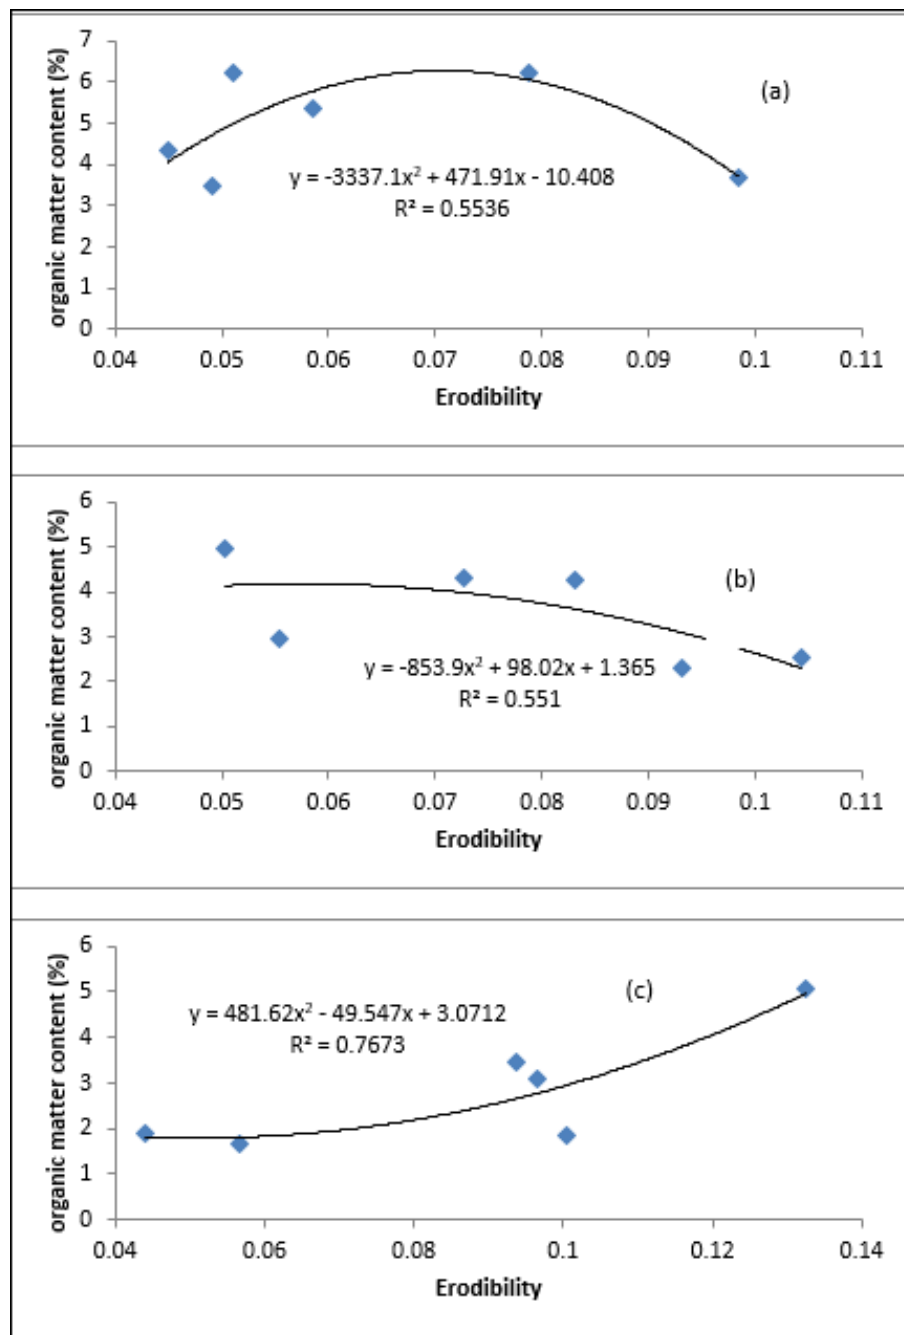 organic matter content (%)
7
6
5
4
3
2
1
0
(a)
y = -3337.1x² + 471.91x - 10.408
R² = 0.5536
0.04 0.05 0.06 0.07 0.08 0.09 0.1 0.11
Erodibility
organic matter content (%)
6
5
4
3
2
1
0
(b)
y = -853.9x² + 98.02x + 1.365
R² = 0.551
0.04 0.05 0.06 0.07 0.08 0.09 0.1 0.11
Erodibility
organic matter content (%)
6
5
4
3
2
1
0
(c)
y = 481.62x² - 49.547x + 3.0712
R² = 0.7673
0.04 0.06 0.08 0.1 0.12 0.14
Erodibility